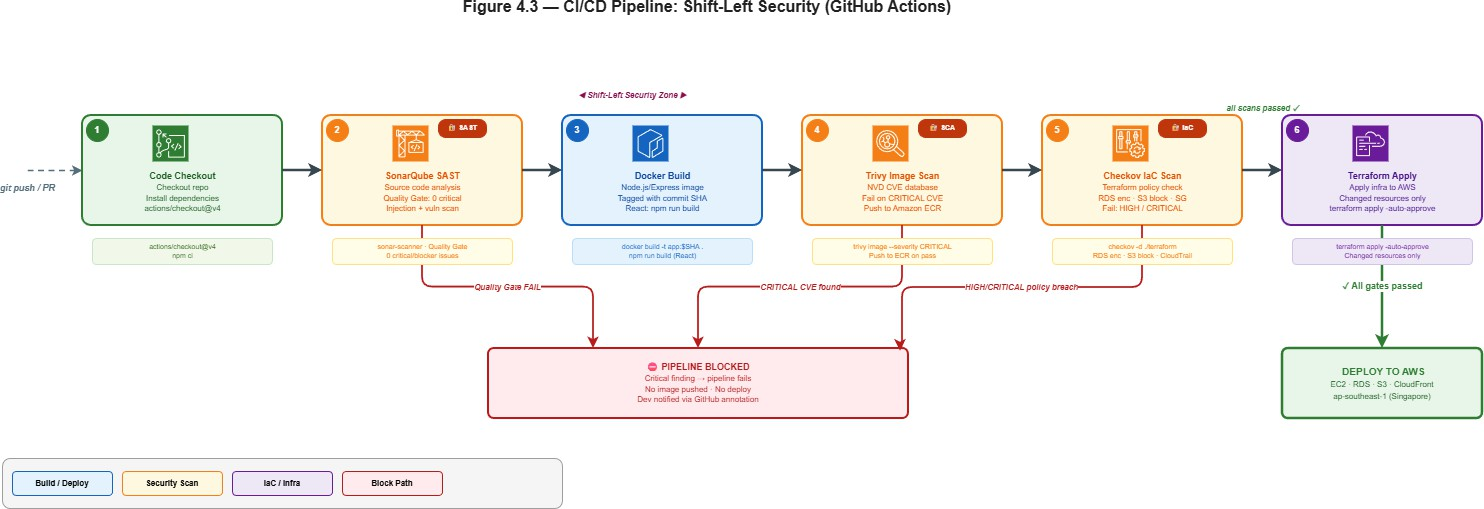 Figure 4.3 — CI/CD Pipeline: Shift-Left Security (GitHub Actions)
◀ Shift-Left Security Zone ▶
all scans passed ✓
git push / PR
1
Code Checkout
Checkout repo
Install dependencies
actions/checkout@v4
actions/checkout@v4
npm ci
2
SAST
SonarQube SAST
Source code analysis
Quality Gate: 0 critical
Injection + vuln scan
sonar-scanner · Quality Gate
0 critical/blocker issues
3
Docker Build
Node.js/Express image
Tagged with commit SHA
React: npm run build
docker build -t app:$SHA .
npm run build (React)
4
SCA
Trivy Image Scan
NVD CVE database
Fail on CRITICAL CVE
Push to Amazon ECR
trivy image --severity CRITICAL
Push to ECR on pass
5
IaC
Checkov IaC Scan
Terraform policy check
RDS enc · S3 block · SG
Fail: HIGH / CRITICAL
checkov -d ./terraform
RDS enc · S3 block · CloudTrail
6
Terraform Apply
Apply infra to AWS
Changed resources only
terraform apply -auto-approve
terraform apply -auto-approve
Changed resources only
Quality Gate FAIL
CRITICAL CVE found
HIGH/CRITICAL policy breach
✓ All gates passed
⛔ PIPELINE BLOCKED
Critical finding → pipeline fails
No image pushed · No deploy
Dev notified via GitHub annotation
DEPLOY TO AWS
EC2 · RDS · S3 · CloudFront
ap-southeast-1 (Singapore)
Build / Deploy
Security Scan
IaC / Infra
Block Path